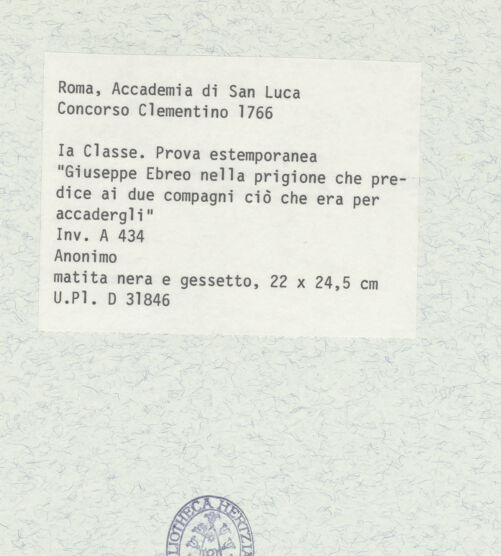 Roma, Accademia di San Luca
Concorso Clementino 1766
Ia Classe. Prova estemporanea
"Giuseppe Ebreo nella prigione che pre-
dice ai due compagni ciò che era per
accadergli"
Inv. A 434
Anonimo
matita nera e gessetto, 22 x 24,5 cm
U.Pl. D 31846
BLIOTHECA HERTZIA